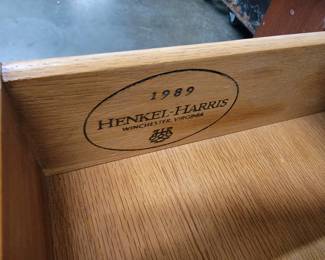 1989
HENKEL-HARRIS
WINCHESTER, VIRGINIA